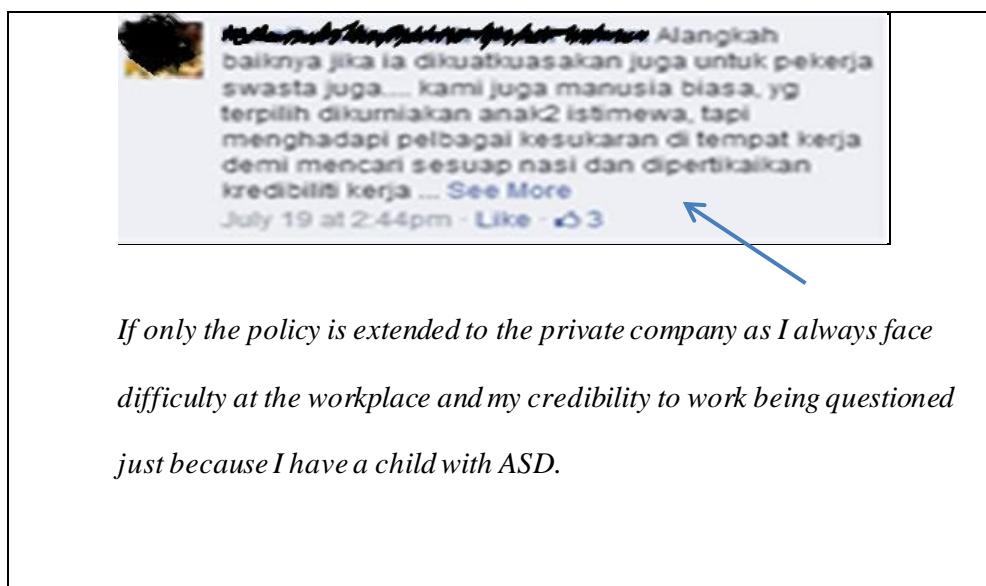 Alangkah
baiknya jika ia dikuatkuasakan juga untuk pekerja
swasta juga.... kami juga manusia biasa, yg
terpilih dikurniakan anak2 istimewa, tapi
menghadapi pelbagai kesukaran di tempat kerja
demi mencari sesuap nasi dan dipertikaikan
kredibiliti kerja ... See More
July 19 at 2:44pm · Like · 3
If only the policy is extended to the private company as I always face
difficulty at the workplace and my credibility to work being questioned
just because I have a child with ASD.